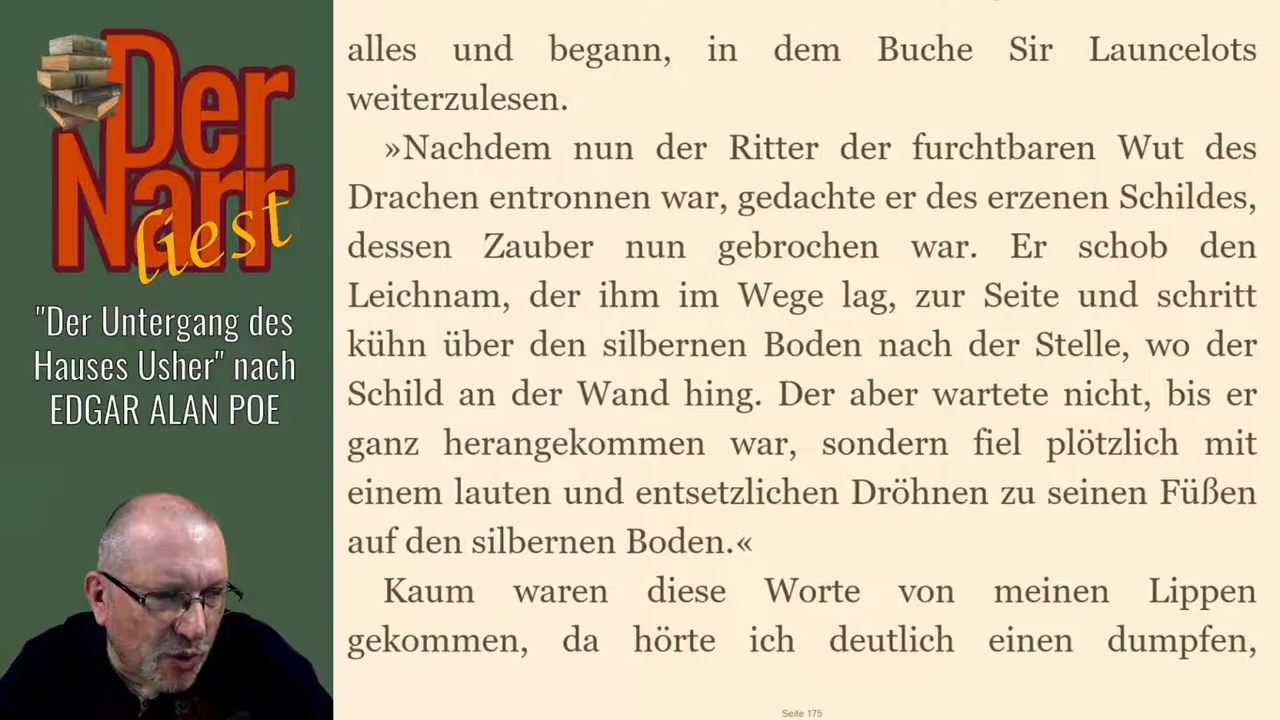 Der
Narr
liest
"Der Untergang des
Hauses Usher" nach
EDGAR ALAN POE
alles und begann, in dem Buche Sir Launcelots
weiterzulesen.
»Nachdem nun der Ritter der furchtbaren Wut des
Drachen entronnen war, gedachte er des erzenen Schildes,
dessen Zauber nun gebrochen war. Er schob den
Leichnam, der ihm im Wege lag, zur Seite und schritt
kühn über den silbernen Boden nach der Stelle, wo der
Schild an der Wand hing. Der aber wartete nicht, bis er
ganz herangekommen war, sondern fiel plötzlich mit
einem lauten und entsetzlichen Dröhnen zu seinen Füßen
auf den silbernen Boden.«
Kaum waren diese Worte von meinen Lippen
gekommen, da hörte ich deutlich einen dumpfen,
Seite 175